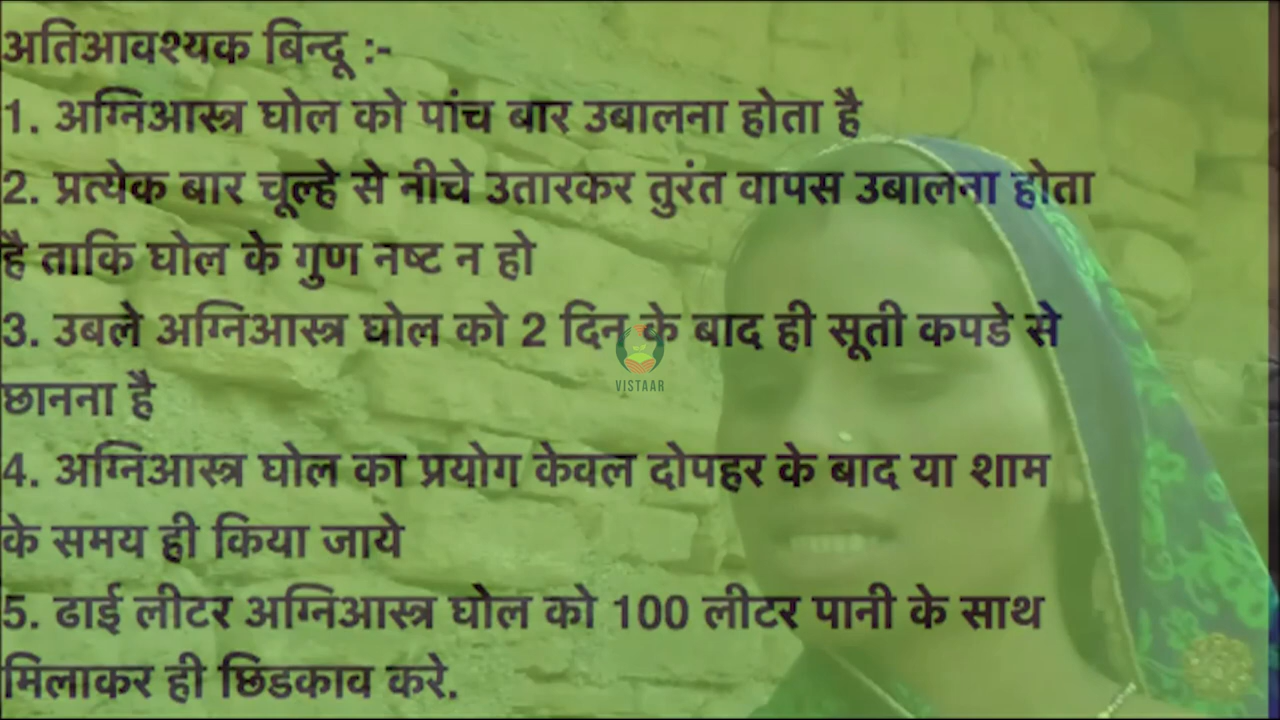 अतिआवश्यक बिन्दू :-
1. अग्निआस्त्र घोल को पांच बार उबालना होता है
2. प्रत्येक बार चूल्हे से नीचे उतारकर तुरंत वापस उबालना होता
है ताकि घोल के गुण नष्ट न हो
3. उबले अग्निआस्त्र घोल को 2 दिन के बाद ही सूती कपडे से
छानना है
VISTAAR
4. अग्निआस्त्र घोल का प्रयोग केवल दोपहर के बाद या शाम
के समय ही किया जाये
5. ढाई लीटर अग्निआस्त्र घोल को 100 लीटर पानी के साथ
मिलाकर ही छिडकाव करे.